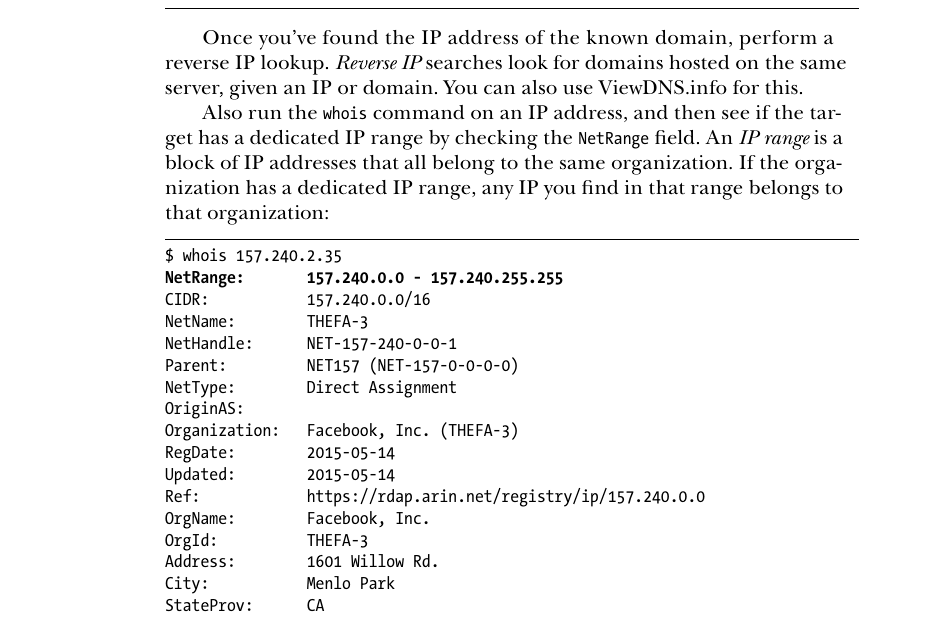 Once you've found the IP address of the known domain, perform a
reverse IP lookup. Reverse IP searches look for domains hosted on the same
server, given an IP or domain. You can also use ViewDNS.info for this.
Also run the whois command on an IP address, and then see if the tar-
get has a dedicated IP range by checking the NetRange field. An IP range is a
block of IP addresses that all belong to the same organization. If the orga-
nization has a dedicated IP range, any IP you find in that range belongs to
that organization:
$ whois 157.240.2.35
NetRange: 157.240.0.0 - 157.240.255.255
CIDR: 157.240.0.0/16
NetName: THEFA-3
NetHandle: NET-157-240-0-0-1
Parent: NET157 (NET-157-0-0-0-0)
NetType: Direct Assignment
OriginAS:
Organization: Facebook, Inc. (THEFA-3)
RegDate: 2015-05-14
Updated: 2015-05-14
Ref: https://rdap.arin.net/registry/ip/157.240.0.0
OrgName: Facebook, Inc.
OrgId: THEFA-3
Address: 1601 Willow Rd.
City: Menlo Park
StateProv: CA